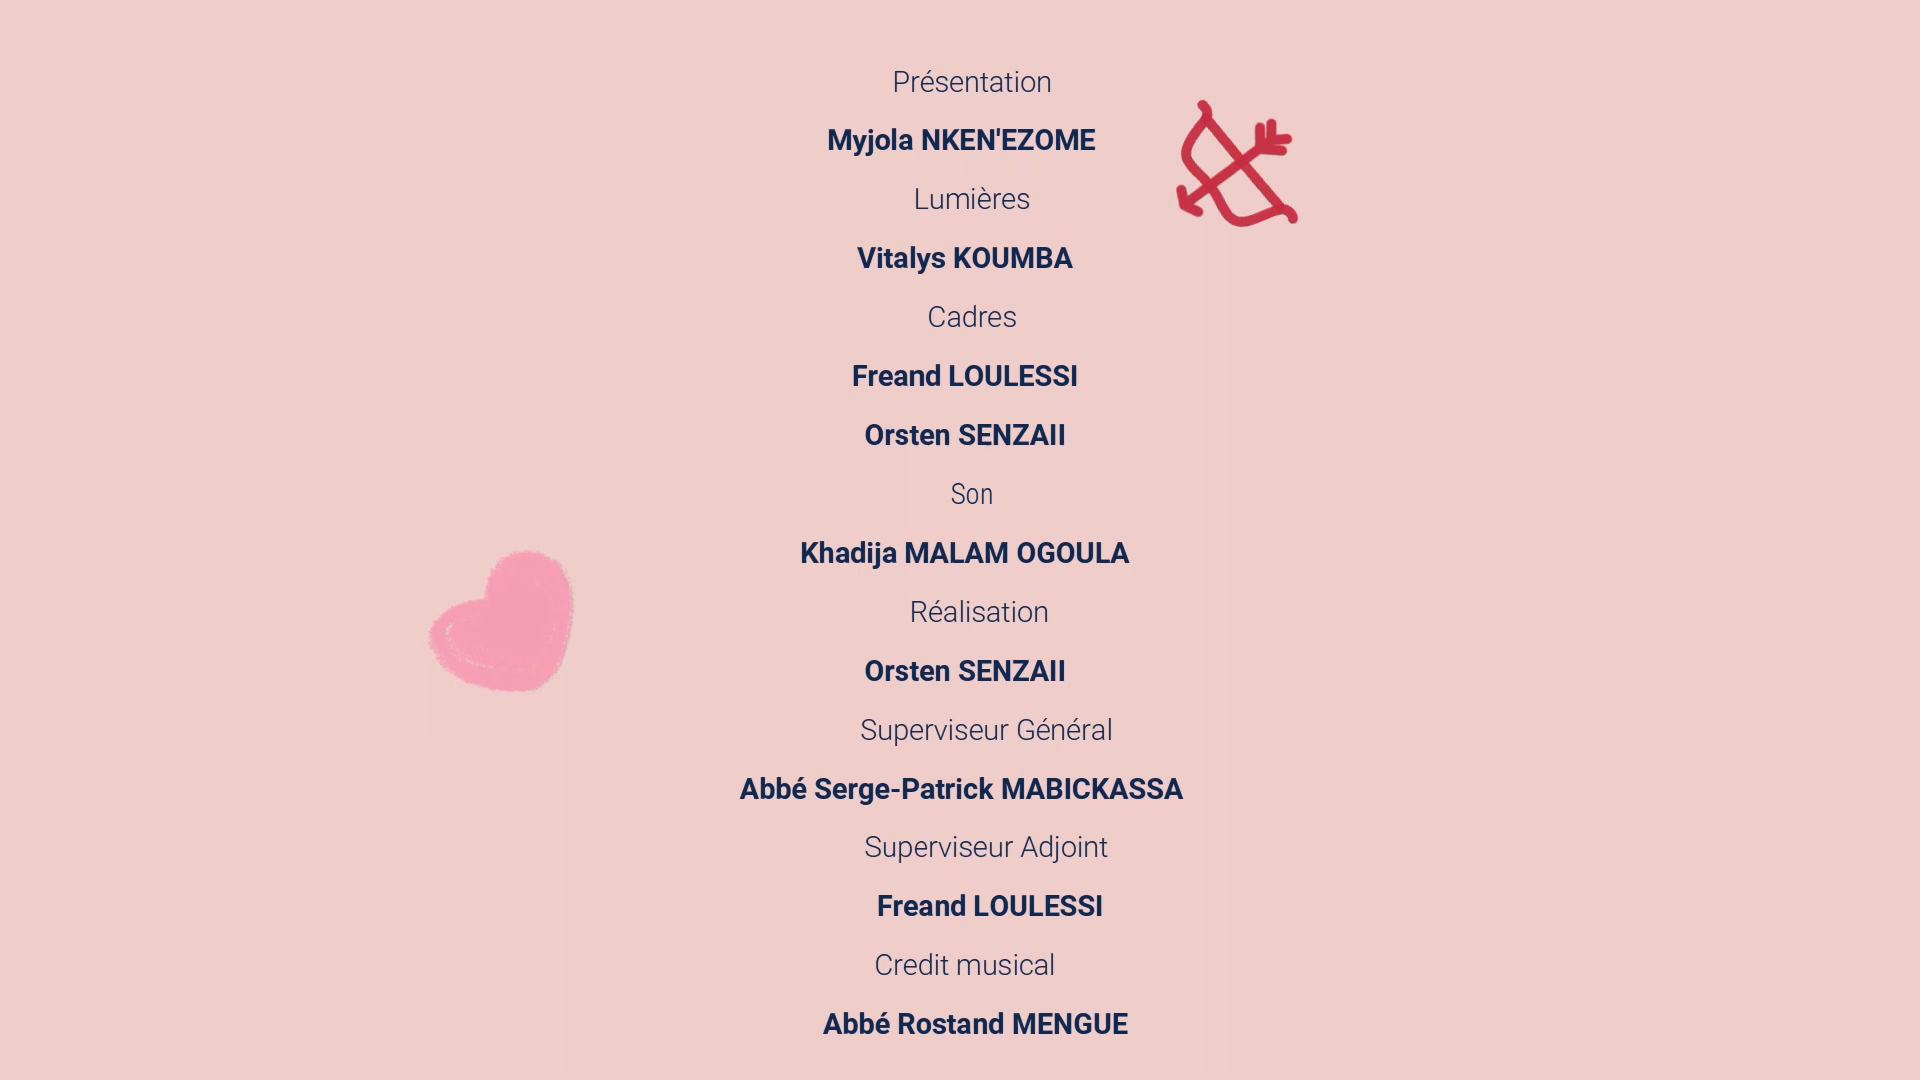 Présentation
Myjola NKEN'EZOME
Lumières
Vitalys KOUMBA
Cadres
Freand LOULESSI
Orsten SENZAII
Son
Khadija MALAM OGOULA
Réalisation
Orsten SENZAII
Superviseur Général
Abbé Serge-Patrick MABICKASSA
Superviseur Adjoint
Freand LOULESSI
Credit musical
Abbé Rostand MENGUE